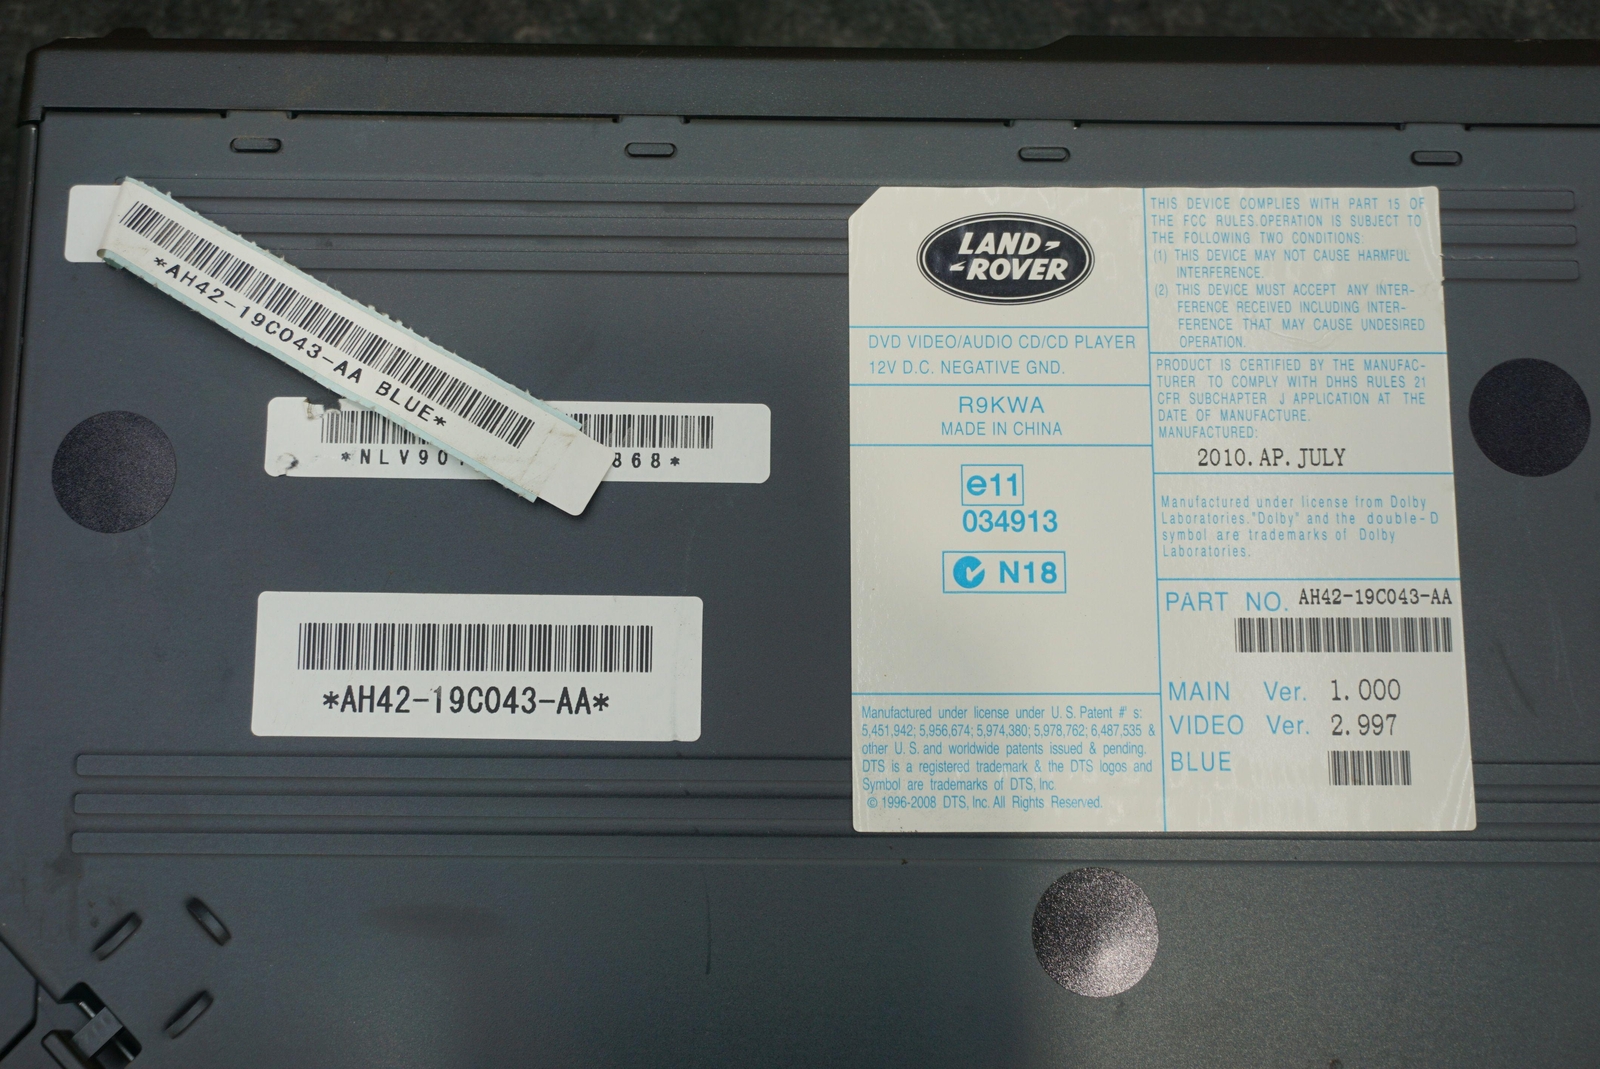 *AH42-19C043-AA BLUE*
*NLV90
868*
*AH42-19C043-AA*
LAND-
-ROVER
DVD VIDEO/AUDIO CD/CD PLAYER
12V D.C. NEGATIVE GND.
R9KWA
MADE IN CHINA
e11
034913
N18
Manufactured under license under U. S. Patent #' s:
5,451,942; 5,956,674; 5,974,380; 5,978,762; 6,487,535 &
other U. S. and worldwide patents issued & pending.
DTS is a registered trademark & the DTS logos and
Symbol are trademarks of DTS, Inc.
© 1996-2008 DTS, Inc. All Rights Reserved.
THIS DEVICE COMPLIES WITH PART 15 OF
THE FCC RULES.OPERATION IS SUBJECT TO
THE FOLLOWING TWO CONDITIONS:
(1) THIS DEVICE MAY NOT CAUSE HARMFUL
INTERFERENCE.
(2) THIS DEVICE MUST ACCEPT ANY INTER-
FERENCE RECEIVED INCLUDING INTER-
FERENCE THAT MAY CAUSE UNDESIRED
OPERATION.
PRODUCT IS CERTIFIED BY THE MANUFAC-
TURER TO COMPLY WITH DHHS RULES 21
CFR SUBCHAPTER J APPLICATION AT THE
DATE OF MANUFACTURE.
MANUFACTURED:
2010. AP. JULY
Manufactured under license from Dolby
Laboratories."Dolby" and the double-D
symbol are trademarks of Dolby
Laboratories.
PART NO. AH42-19C043-AA
MAIN Ver. 1.000
VIDEO Ver. 2.997
BLUE